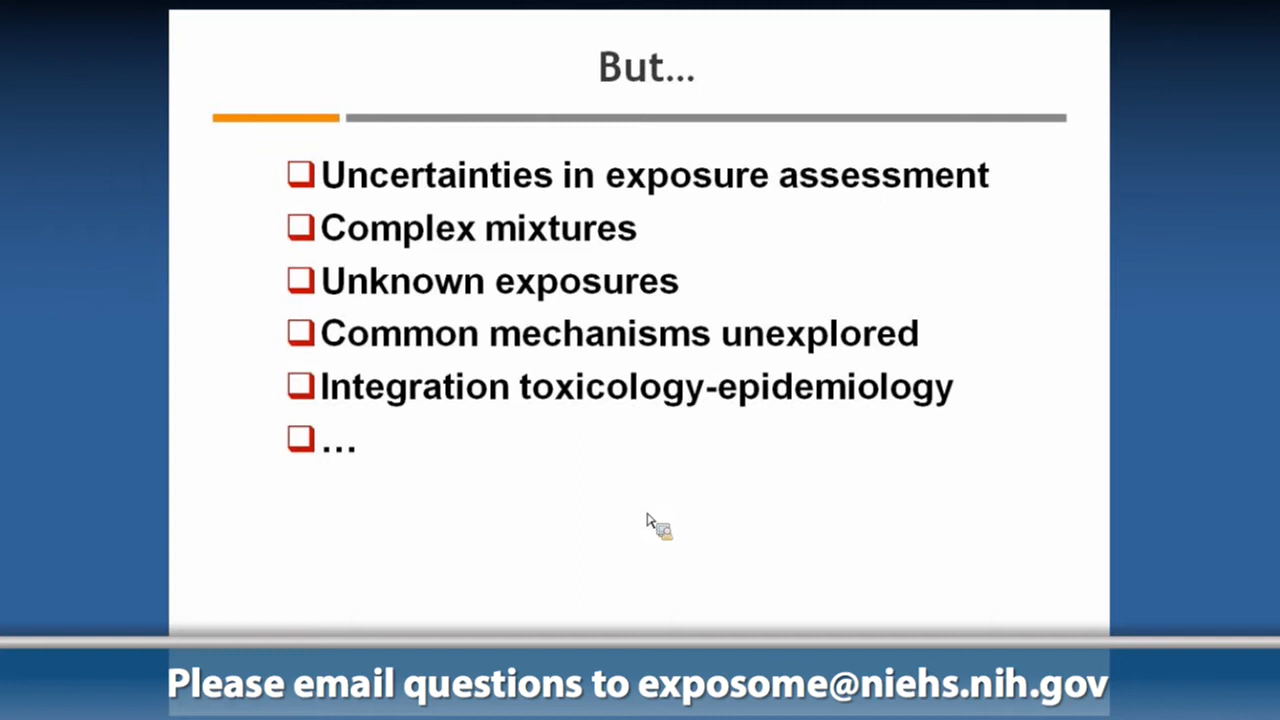 But...
Uncertainties in exposure assessment
Complex mixtures
Unknown exposures
Common mechanisms unexplored
Integration toxicology-epidemiology
...
Please email questions to exposome@niehs.nih.gov